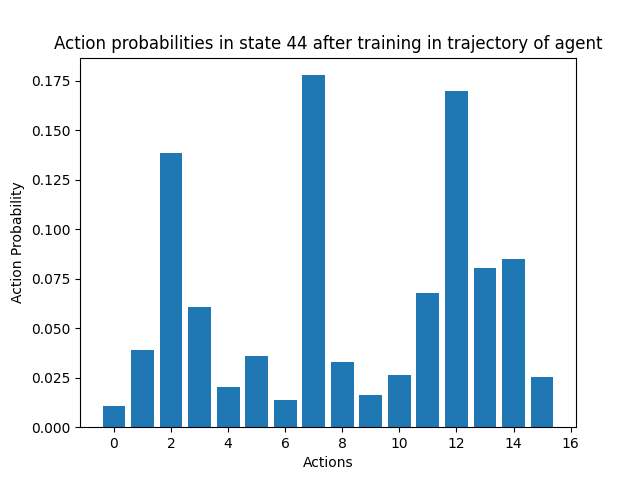 Action probabilities in state 44 after training in trajectory of agent
0.175
0.150
0.125
0.100
0.075
0.050
0.025
0.000
Action Probability
0 2 4 6 8 10 12 14 16
Actions